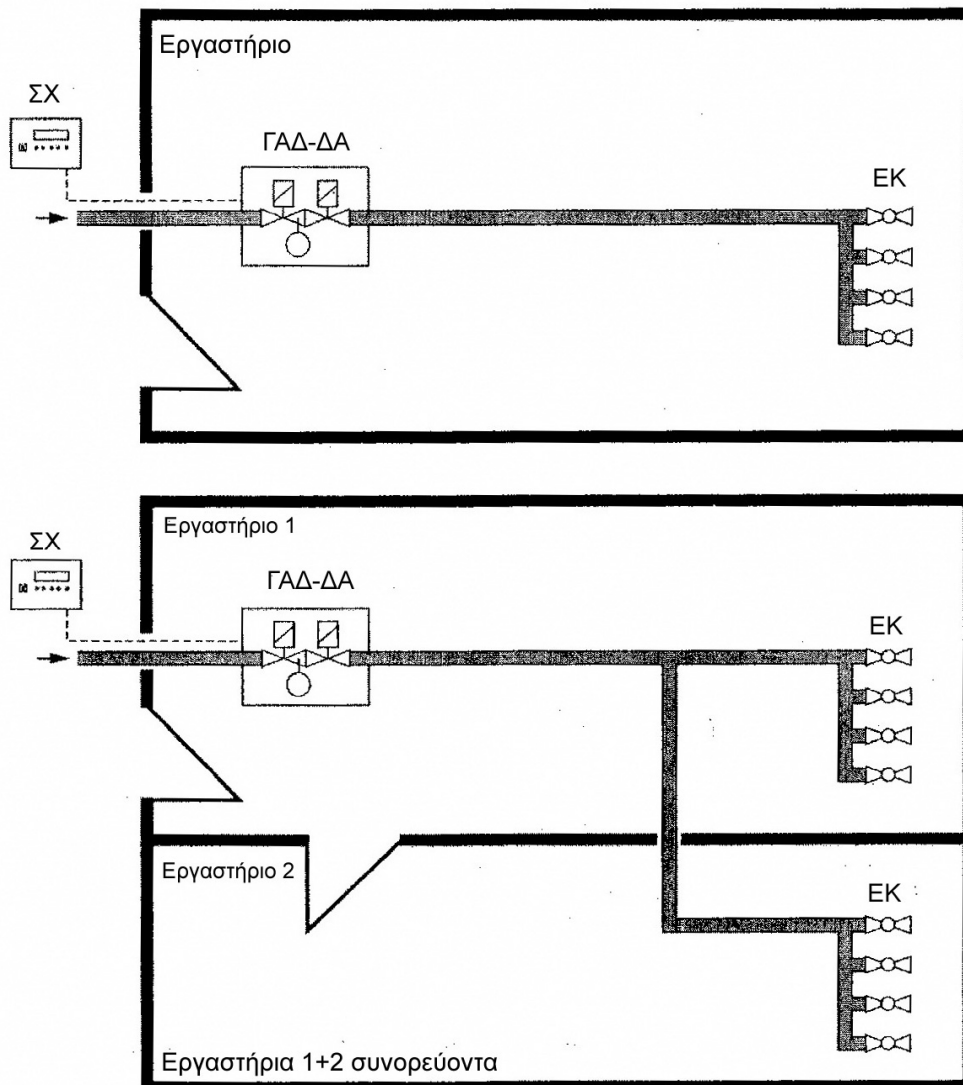 Εργαστήριο
ΣΧ
ΓΑΔ-ΔΑ
ΕΚ
Εργαστήριο 1
ΣΧ
ΓΑΔ-ΔΑ
ΕΚ
Εργαστήριο 2
ΕΚ
Εργαστήρια 1+2 συνορεύοντα